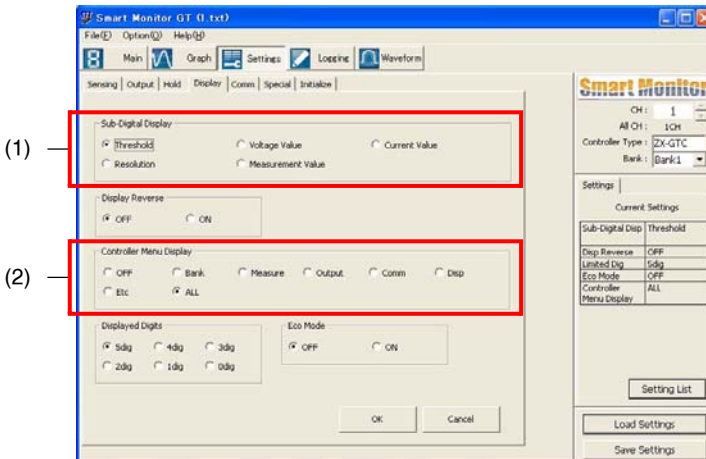 Smart Monitor GT (1.txt)
File(F) Option(O) Help(H)
8 Main Graph Settings Logging Waveform
Sensing Output Hold Display Comm Special Initialize
(1)
Sub-Digital Display
Threshold Voltage Value Current Value
Resolution Measurement Value
Display Reverse
OFF ON
(2)
Controller Menu Display
OFF Bank Measure Output Comm Disp
Etc ALL
Displayed Digits
5dig 4dig 3dig
2dig 1dig 0dig
Eco Mode
OFF ON
OK Cancel
Smart Monitor
CH : 1
All CH : 1CH
Controller Type : ZX-GTC
Bank : Bank1
Settings
Current Settings
Sub-Digital Disp Threshold
Disp Reverse OFF
Limited Dig 5dig
Eco Mode OFF
Controller Menu Display ALL
Setting List
Load Settings
Save Settings